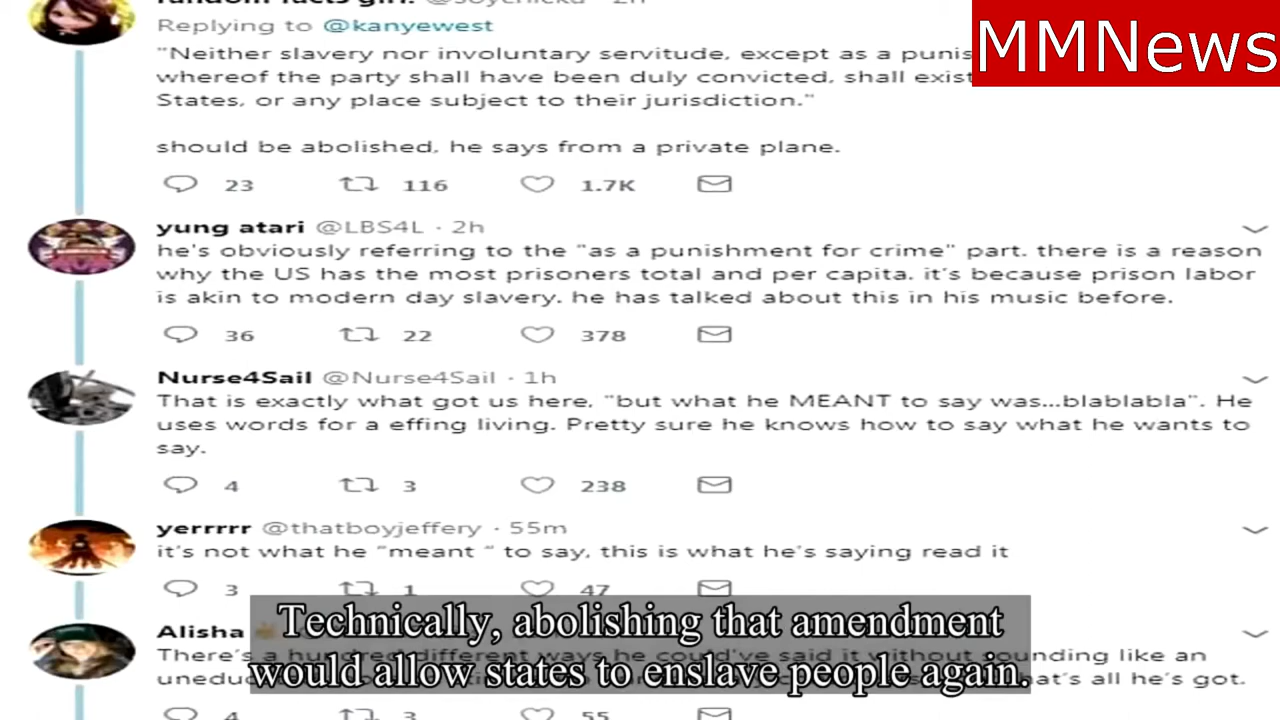 MMNews
Replying to @kanyewest
"Neither slavery nor involuntary servitude, except as a
whereof the party shall have been duly convicted, shall exist
States, or any place subject to their jurisdiction."
should be abolished, he says from a private plane.
23 116 1.7K
yung atari @LBS4L · 2h
he's obviously referring to the "as a punishment for crime" part. there is a reason
why the US has the most prisoners total and per capita. it's because prison labor
is akin to modern day slavery. he has talked about this in his music before.
36 22 378
Nurse4Sail @Nurse4Sail · 1h
That is exactly what got us here, "but what he MEANT to say was...blablabla". He
uses words for a effing living. Pretty sure he knows how to say what he wants to
say.
4 3 238
yerrrrr @thatboyjeffery · 55m
it's not what he "meant " to say, this is what he's saying read it
3 1 47
Alisha
There's a hundred different ways he could've said it without sounding like an
that's all he's got.
4 3 55
Technically, abolishing that amendment
would allow states to enslave people again.